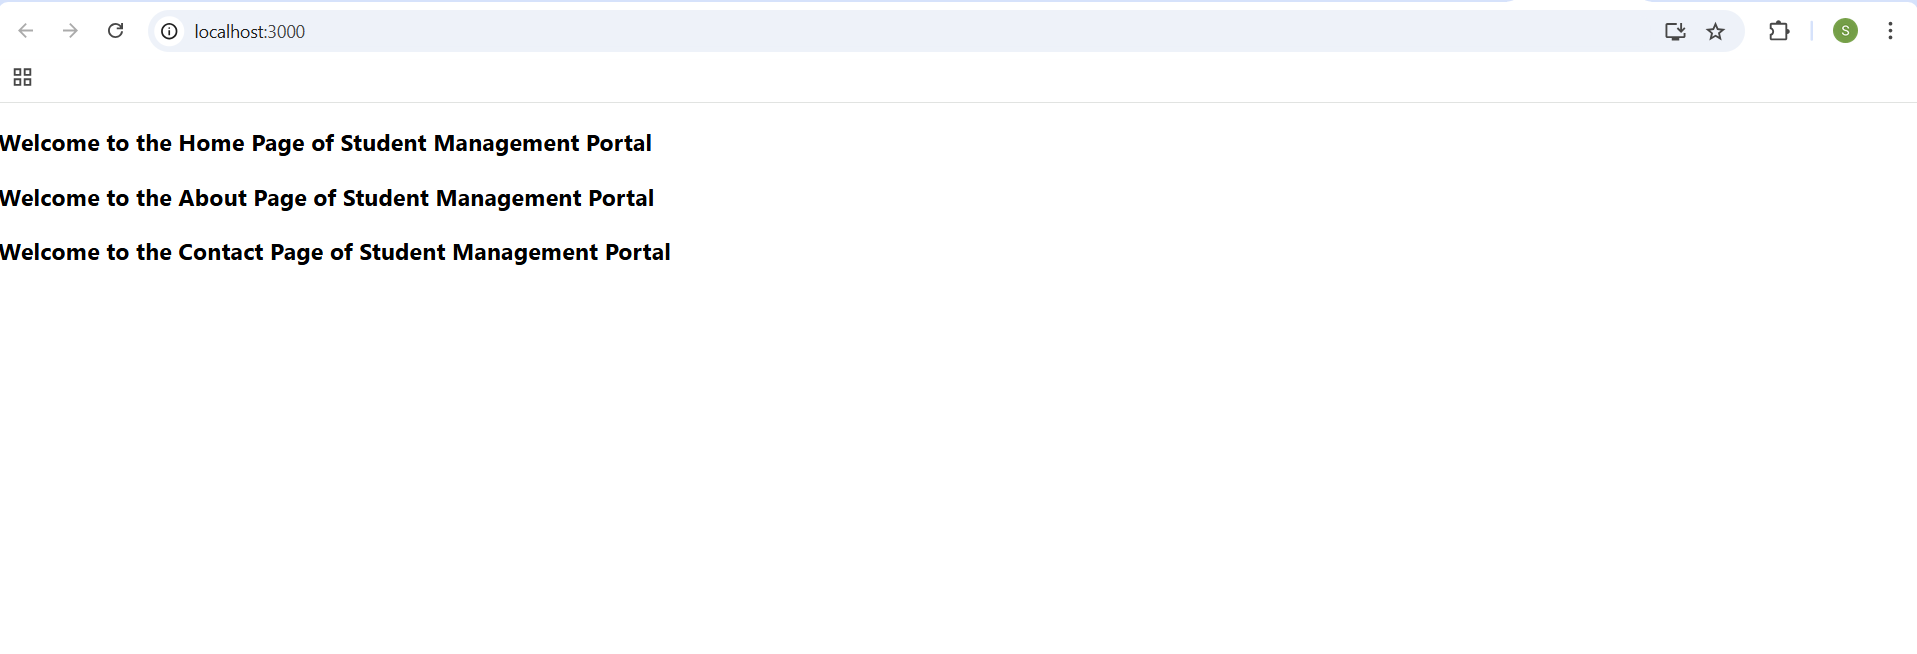 localhost:3000
S
Welcome to the Home Page of Student Management Portal
Welcome to the About Page of Student Management Portal
Welcome to the Contact Page of Student Management Portal